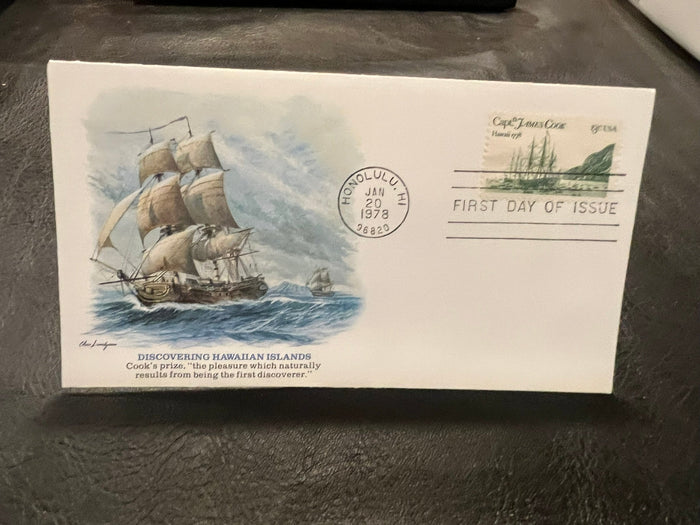 Capt. JAMES COOK
Hawaii 1778
13c USA
HONOLULU, HI
JAN
20
1978
96820
FIRST DAY OF ISSUE
DISCOVERING HAWAIIAN ISLANDS
Cook's prize, "the pleasure which naturally
results from being the first discoverer."